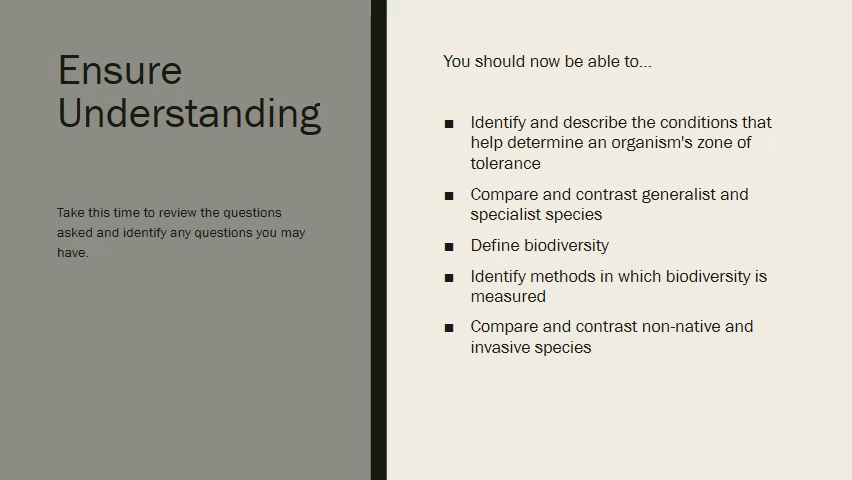 Ensure
Understanding
Take this time to review the questions
asked and identify any questions you may
have.
You should now be able to...
■ Identify and describe the conditions that
help determine an organism's zone of
tolerance
■ Compare and contrast generalist and
specialist species
■ Define biodiversity
■ Identify methods in which biodiversity is
measured
■ Compare and contrast non-native and
invasive species